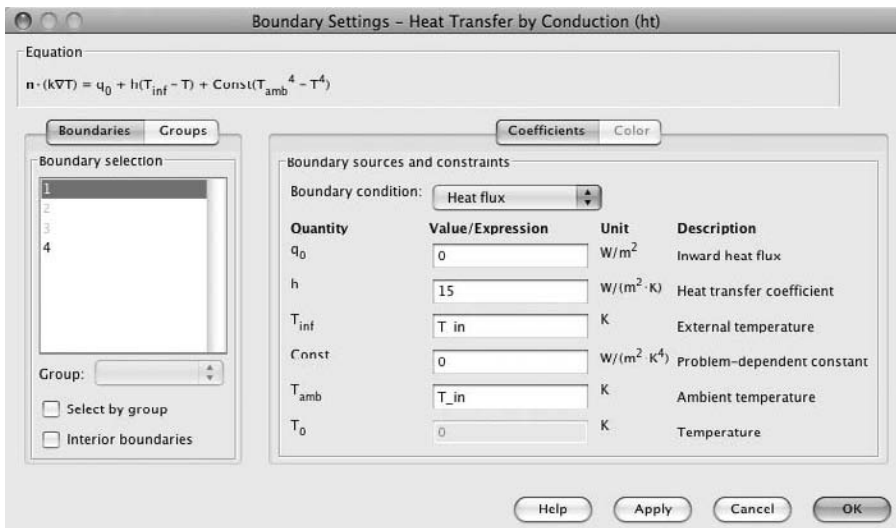 Boundary Settings – Heat Transfer by Conduction (ht)
Equation
n·(k∇T) = q0 + h(Tinf - T) + Const(Tamb^4 - T^4)
Boundaries Groups
Boundary selection
1
2
3
4
Group:
Select by group
Interior boundaries
Coefficients Color
Boundary sources and constraints
Boundary condition: Heat flux
Quantity Value/Expression Unit Description
q0 0 W/m² Inward heat flux
h 15 W/(m²·K) Heat transfer coefficient
Tinf T_in K External temperature
Const 0 W/(m² K⁴) Problem-dependent constant
Tamb T_in K Ambient temperature
T0 0 K Temperature
Help Apply Cancel OK